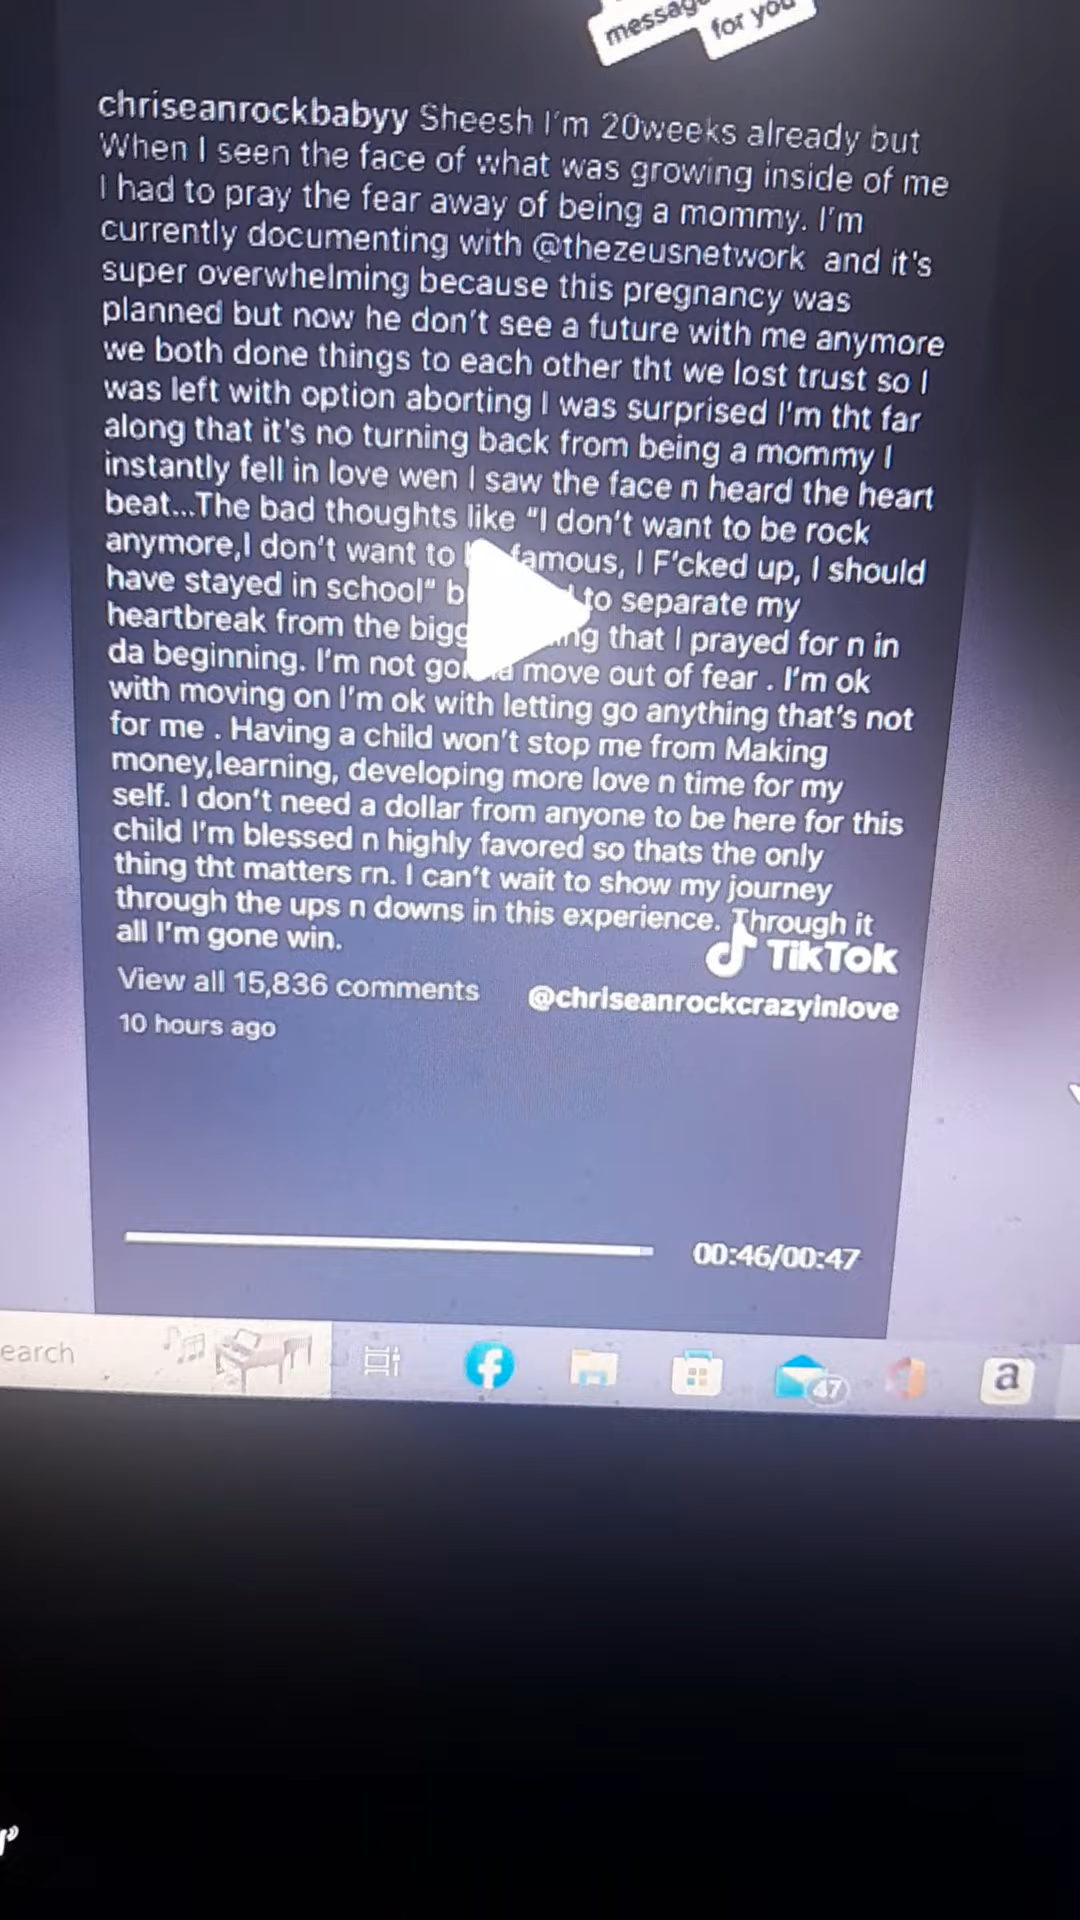 message
for you
chriseanrockbabyy Sheesh I'm 20weeks already but
When I seen the face of what was growing inside of me
I had to pray the fear away of being a mommy. I'm
currently documenting with @thezeusnetwork and it's
super overwhelming because this pregnancy was
planned but now he don't see a future with me anymore
we both done things to each other tht we lost trust so I
was left with option aborting I was surprised I'm tht far
along that it's no turning back from being a mommy I
instantly fell in love wen I saw the face n heard the heart
beat...The bad thoughts like "I don't want to be rock
anymore,I don't want to famous, I F'cked up, I should
have stayed in school" to separate my
heartbreak from the that I prayed for n in
da beginning. I'm not gonna move out of fear . I'm ok
with moving on I'm ok with letting go anything that's not
for me . Having a child won't stop me from Making
money,learning, developing more love n time for my
self. I don't need a dollar from anyone to be here for this
child I'm blessed n highly favored so thats the only
thing tht matters rn. I can't wait to show my journey
through the ups n downs in this experience. Through it
all I'm gone win.
TikTok
View all 15,836 comments
@chriseanrockcrazyinlove
10 hours ago
00:46/00:47
earch
47
a